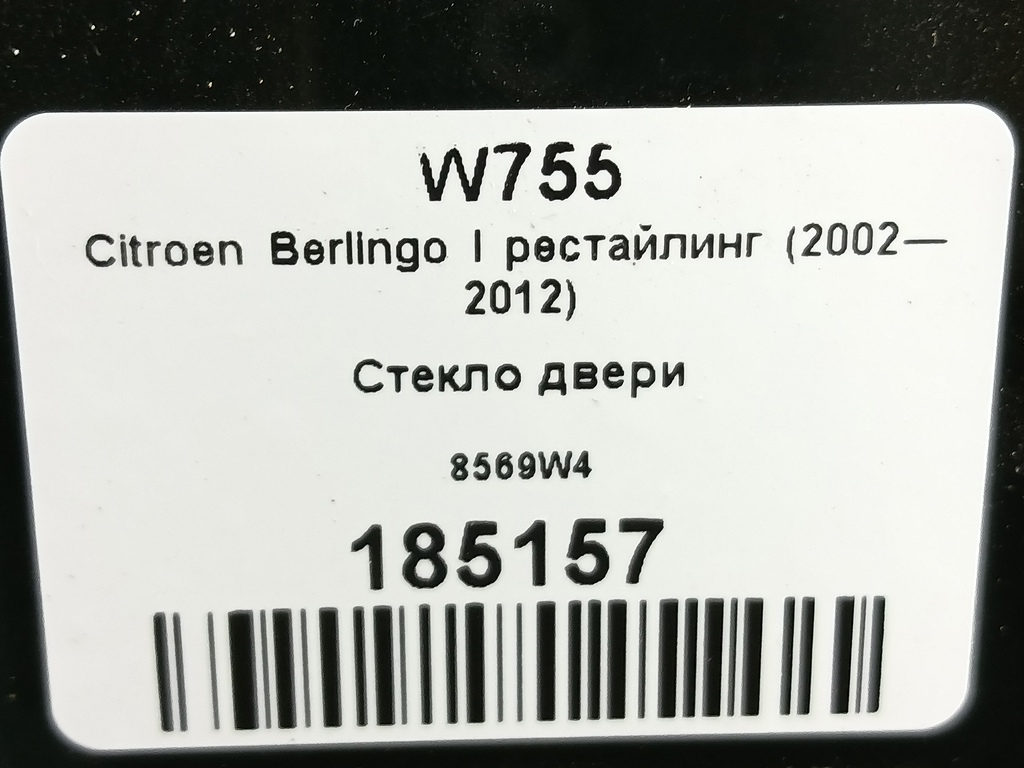 W755
Citroen Berlingo I рестайлинг (2002—
2012)
Стекло двери
8569W4
185157